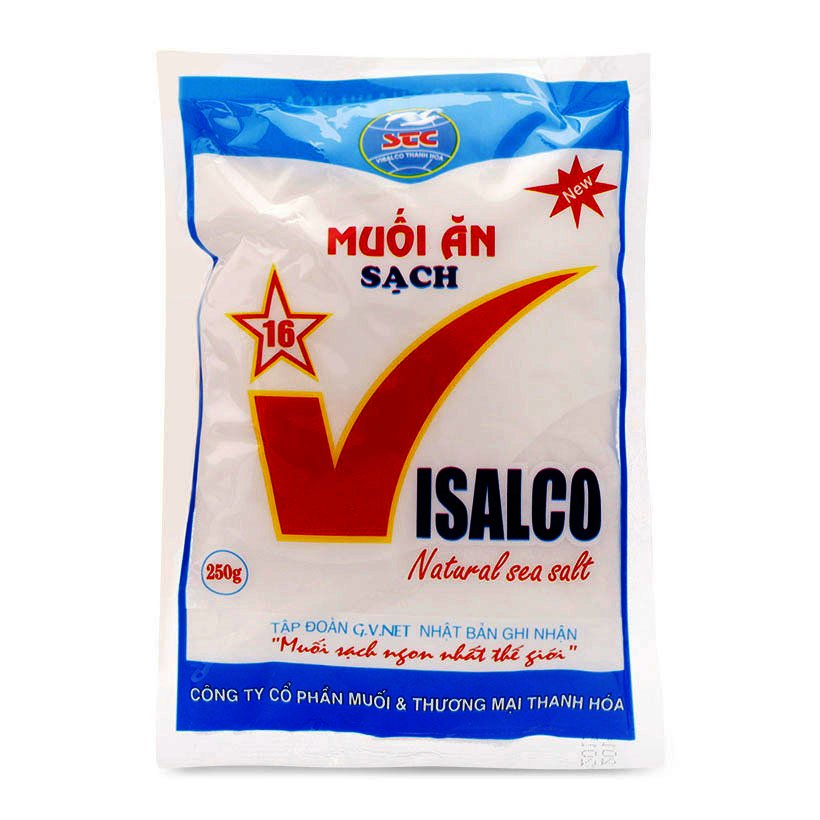 STC
VISALCO THANH HÓA
New
MUỐI ĂN
SẠCH
16
VISALCO
Natural sea salt
250g
TẬP ĐOÀN G.V.NET NHẬT BẢN GHI NHẬN
"Muối sạch ngon nhất thế giới"
CÔNG TY CỔ PHẦN MUỐI & THƯƠNG MẠI THANH HÓA